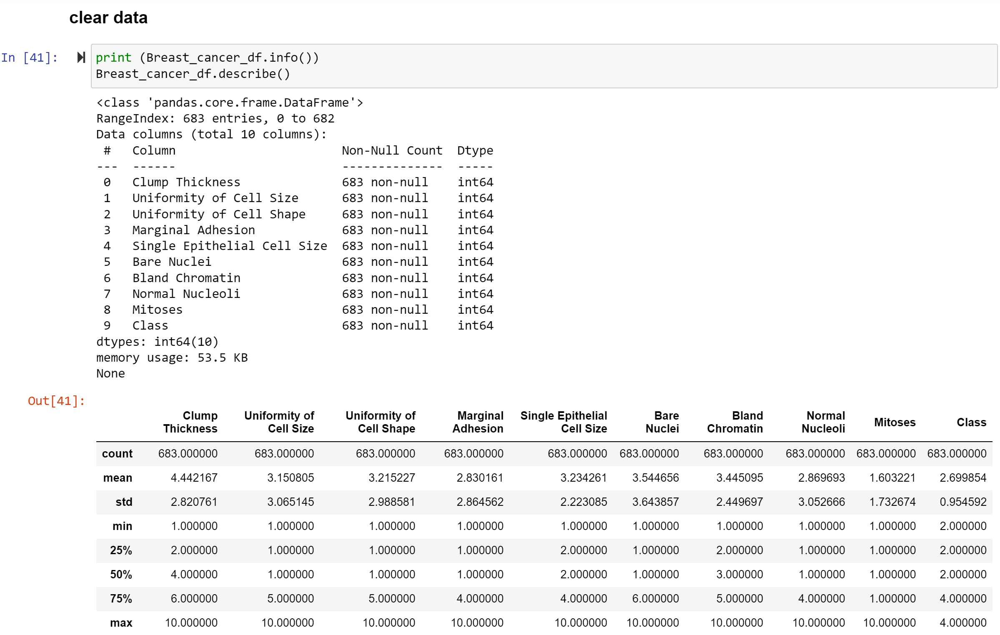 clear data
In [41]:
print (Breast_cancer_df.info())
Breast_cancer_df.describe()
<class 'pandas.core.frame.DataFrame'>
RangeIndex: 683 entries, 0 to 682
Data columns (total 10 columns):
 #   Column                       Non-Null Count  Dtype
---  ------                       --------------  -----
 0   Clump Thickness              683 non-null    int64
 1   Uniformity of Cell Size      683 non-null    int64
 2   Uniformity of Cell Shape     683 non-null    int64
 3   Marginal Adhesion            683 non-null    int64
 4   Single Epithelial Cell Size  683 non-null    int64
 5   Bare Nuclei                  683 non-null    int64
 6   Bland Chromatin              683 non-null    int64
 7   Normal Nucleoli              683 non-null    int64
 8   Mitoses                      683 non-null    int64
 9   Class                        683 non-null    int64
dtypes: int64(10)
memory usage: 53.5 KB
None
Out[41]:
Clump Uniformity of Uniformity of Marginal Single Epithelial Bare Bland Normal Mitoses Class
Thickness Cell Size Cell Shape Adhesion Cell Size Nuclei Chromatin Nucleoli
count 683.000000 683.000000 683.000000 683.000000 683.000000 683.000000 683.000000 683.000000 683.000000 683.000000
mean 4.442167 3.150805 3.215227 2.830161 3.234261 3.544656 3.445095 2.869693 1.603221 2.699854
std 2.820761 3.065145 2.988581 2.864562 2.223085 3.643857 2.449697 3.052666 1.732674 0.954592
min 1.000000 1.000000 1.000000 1.000000 1.000000 1.000000 1.000000 1.000000 1.000000 2.000000
25% 2.000000 1.000000 1.000000 1.000000 2.000000 1.000000 2.000000 1.000000 1.000000 2.000000
50% 4.000000 1.000000 1.000000 1.000000 2.000000 1.000000 3.000000 1.000000 1.000000 2.000000
75% 6.000000 5.000000 5.000000 4.000000 4.000000 6.000000 5.000000 4.000000 1.000000 4.000000
max 10.000000 10.000000 10.000000 10.000000 10.000000 10.000000 10.000000 10.000000 10.000000 4.000000